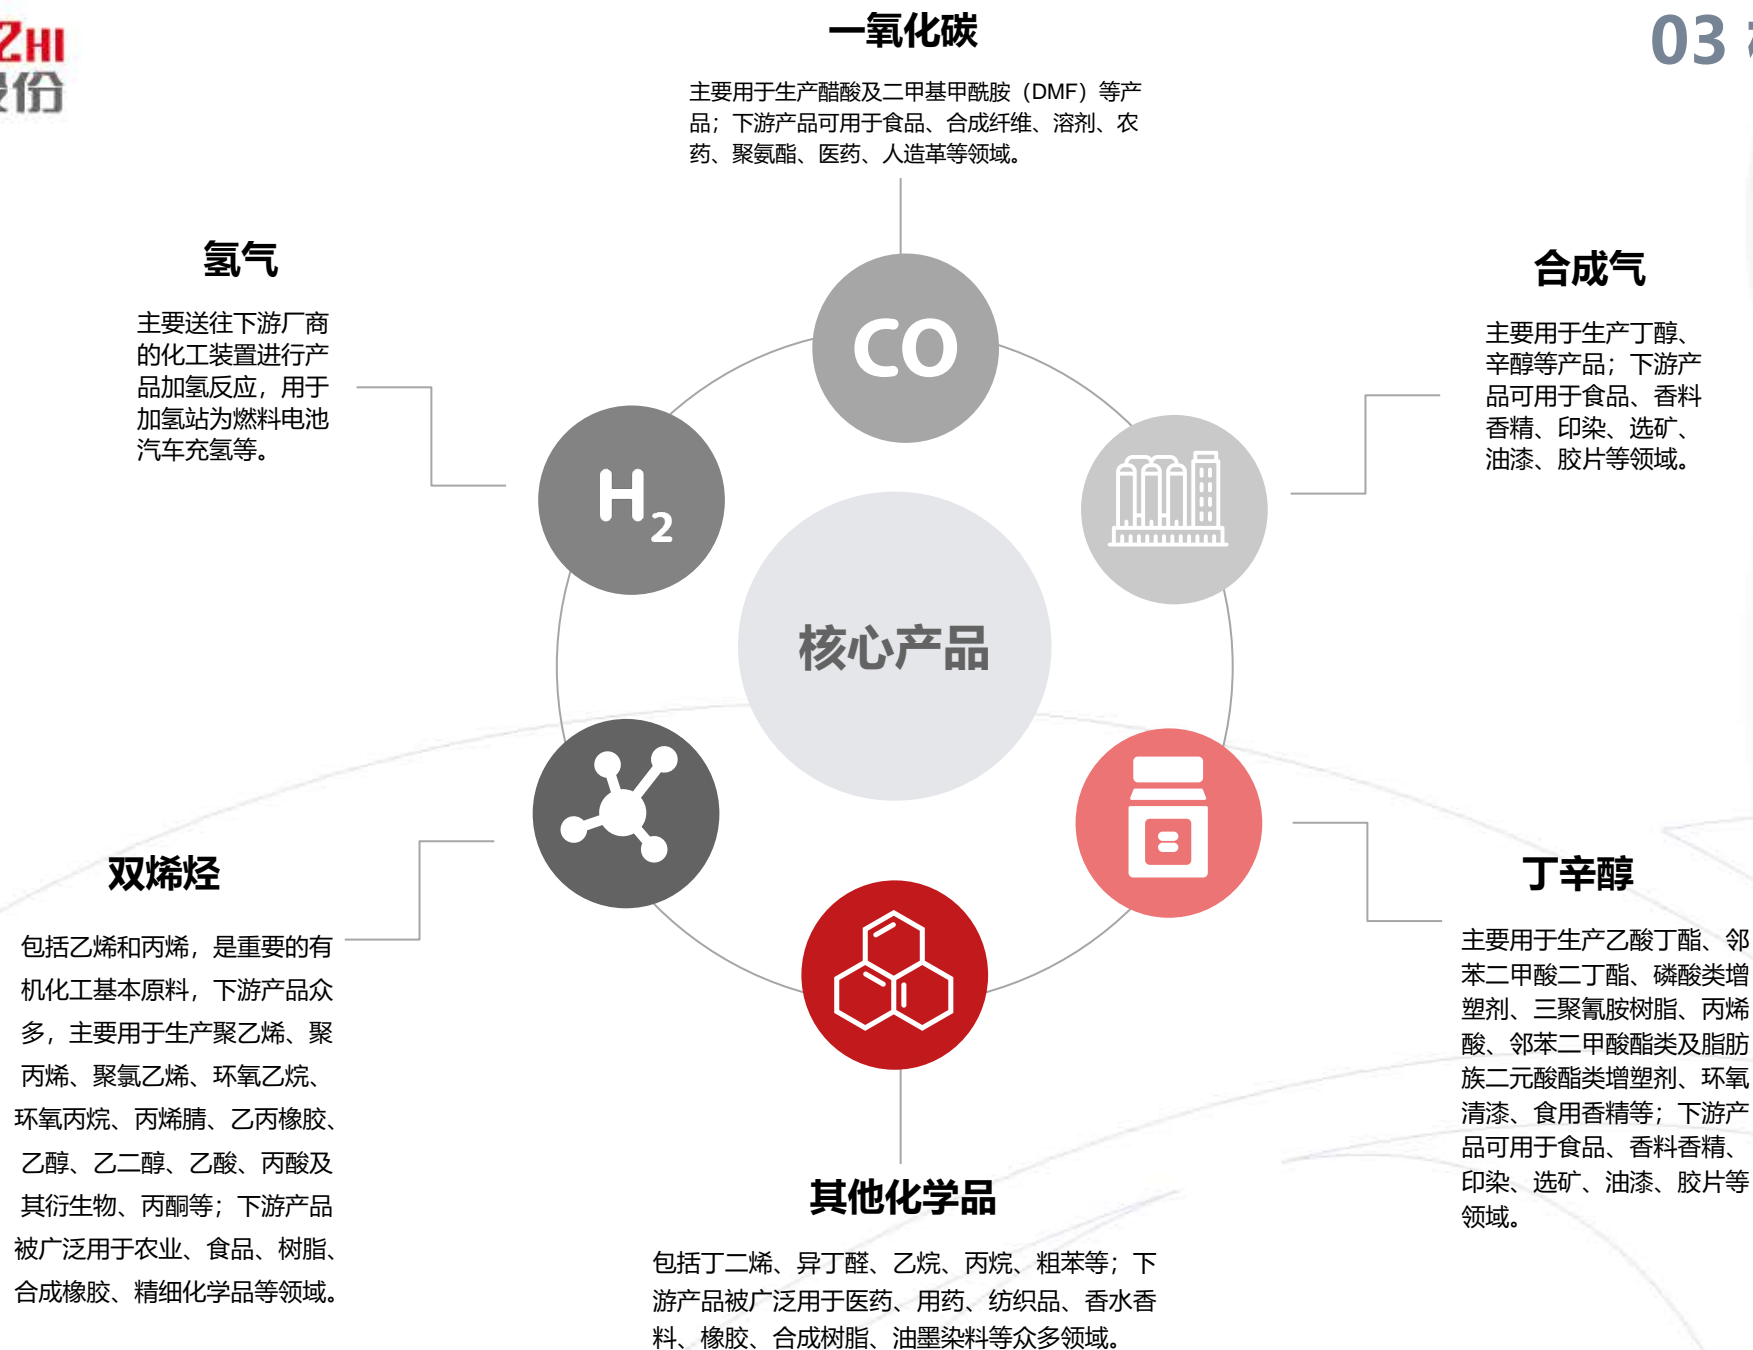 ZHI
股份
03
一氧化碳
主要用于生产醋酸及二甲基甲酰胺（DMF）等产
品；下游产品可用于食品、合成纤维、溶剂、农
药、聚氨酯、医药、人造革等领域。
氢气
主要送往下游厂商
的化工装置进行产
品加氢反应，用于
加氢站为燃料电池
汽车充氢等。
合成气
主要用于生产丁醇、
辛醇等产品；下游产
品可用于食品、香料
香精、印染、选矿、
油漆、胶片等领域。
CO
H2
核心产品
双烯烃
包括乙烯和丙烯，是重要的有
机化工基本原料，下游产品众
多，主要用于生产聚乙烯、聚
丙烯、聚氯乙烯、环氧乙烷、
环氧丙烷、丙烯腈、乙丙橡胶、
乙醇、乙二醇、乙酸、丙酸及
其衍生物、丙酮等；下游产品
被广泛用于农业、食品、树脂、
合成橡胶、精细化学品等领域。
丁辛醇
主要用于生产乙酸丁酯、邻
苯二甲酸二丁酯、磷酸类增
塑剂、三聚氰胺树脂、丙烯
酸、邻苯二甲酸酯类及脂肪
族二元酸酯类增塑剂、环氧
清漆、食用香精等；下游产
品可用于食品、香料香精、
印染、选矿、油漆、胶片等
领域。
其他化学品
包括丁二烯、异丁醛、乙烷、丙烷、粗苯等；下
游产品被广泛用于医药、用药、纺织品、香水香
料、橡胶、合成树脂、油墨染料等众多领域。